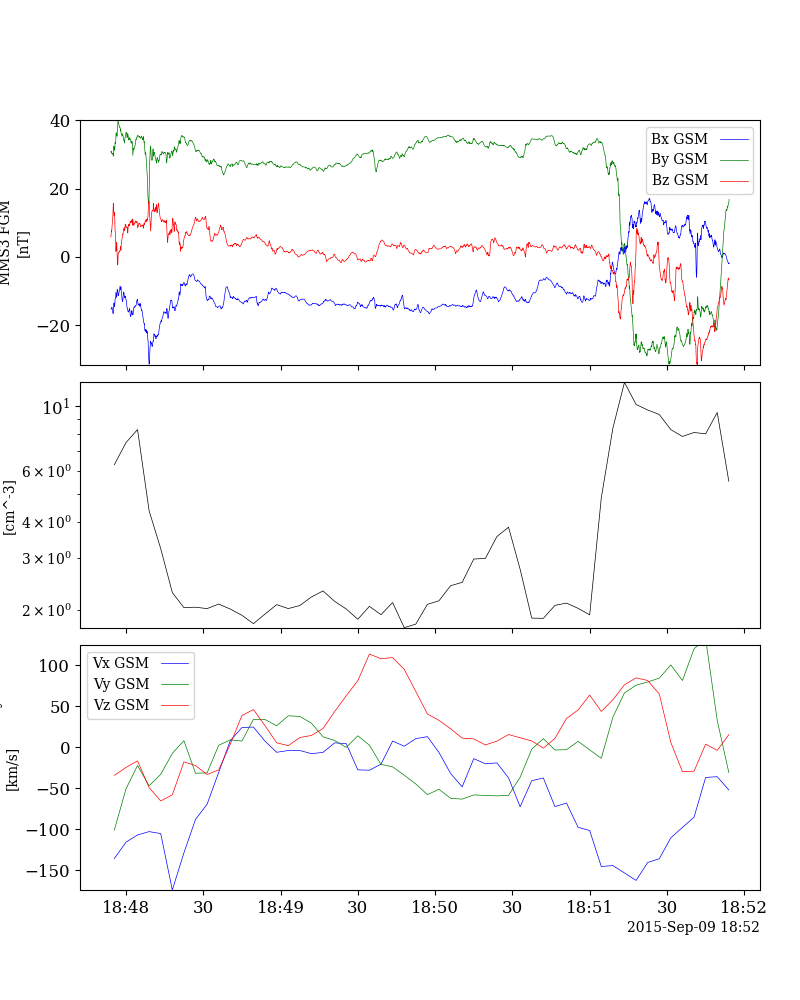 40
20
0
−20
MMS3 FGM
[nT]
Bx GSM
By GSM
Bz GSM
10¹
6 × 10⁰
4 × 10⁰
3 × 10⁰
2 × 10⁰
[cm^-3]
Vx GSM
Vy GSM
Vz GSM
100
50
0
−50
−100
−150
[km/s]
18:48 30 18:49 30 18:50 30 18:51 30 18:52
2015-Sep-09 18:52